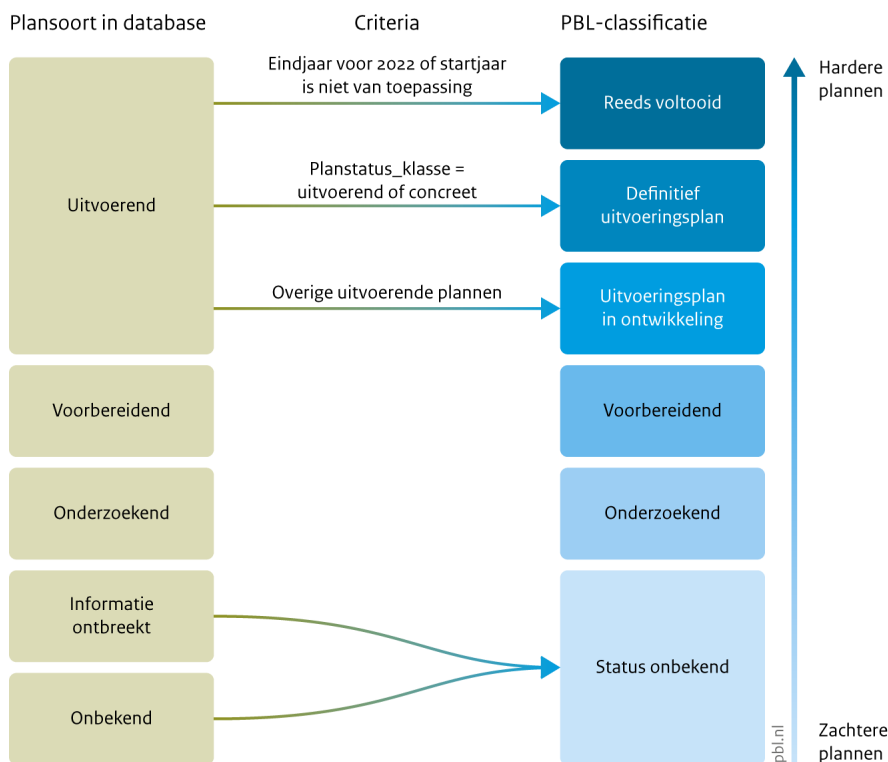 Plansoort in database
Criteria
PBL-classificatie
Uitvoerend
Eindjaar voor 2022 of startjaar
is niet van toepassing
Reeds voltooid
Hardere
plannen
Planstatus_klasse =
uitvoerend of concreet
Definitief
uitvoeringsplan
Overige uitvoerende plannen
Uitvoeringsplan
in ontwikkeling
Voorbereidend
Voorbereidend
Onderzoekend
Onderzoekend
Informatie
ontbreekt
Onbekend
Status onbekend
Zachtere
plannen
pbl.nl